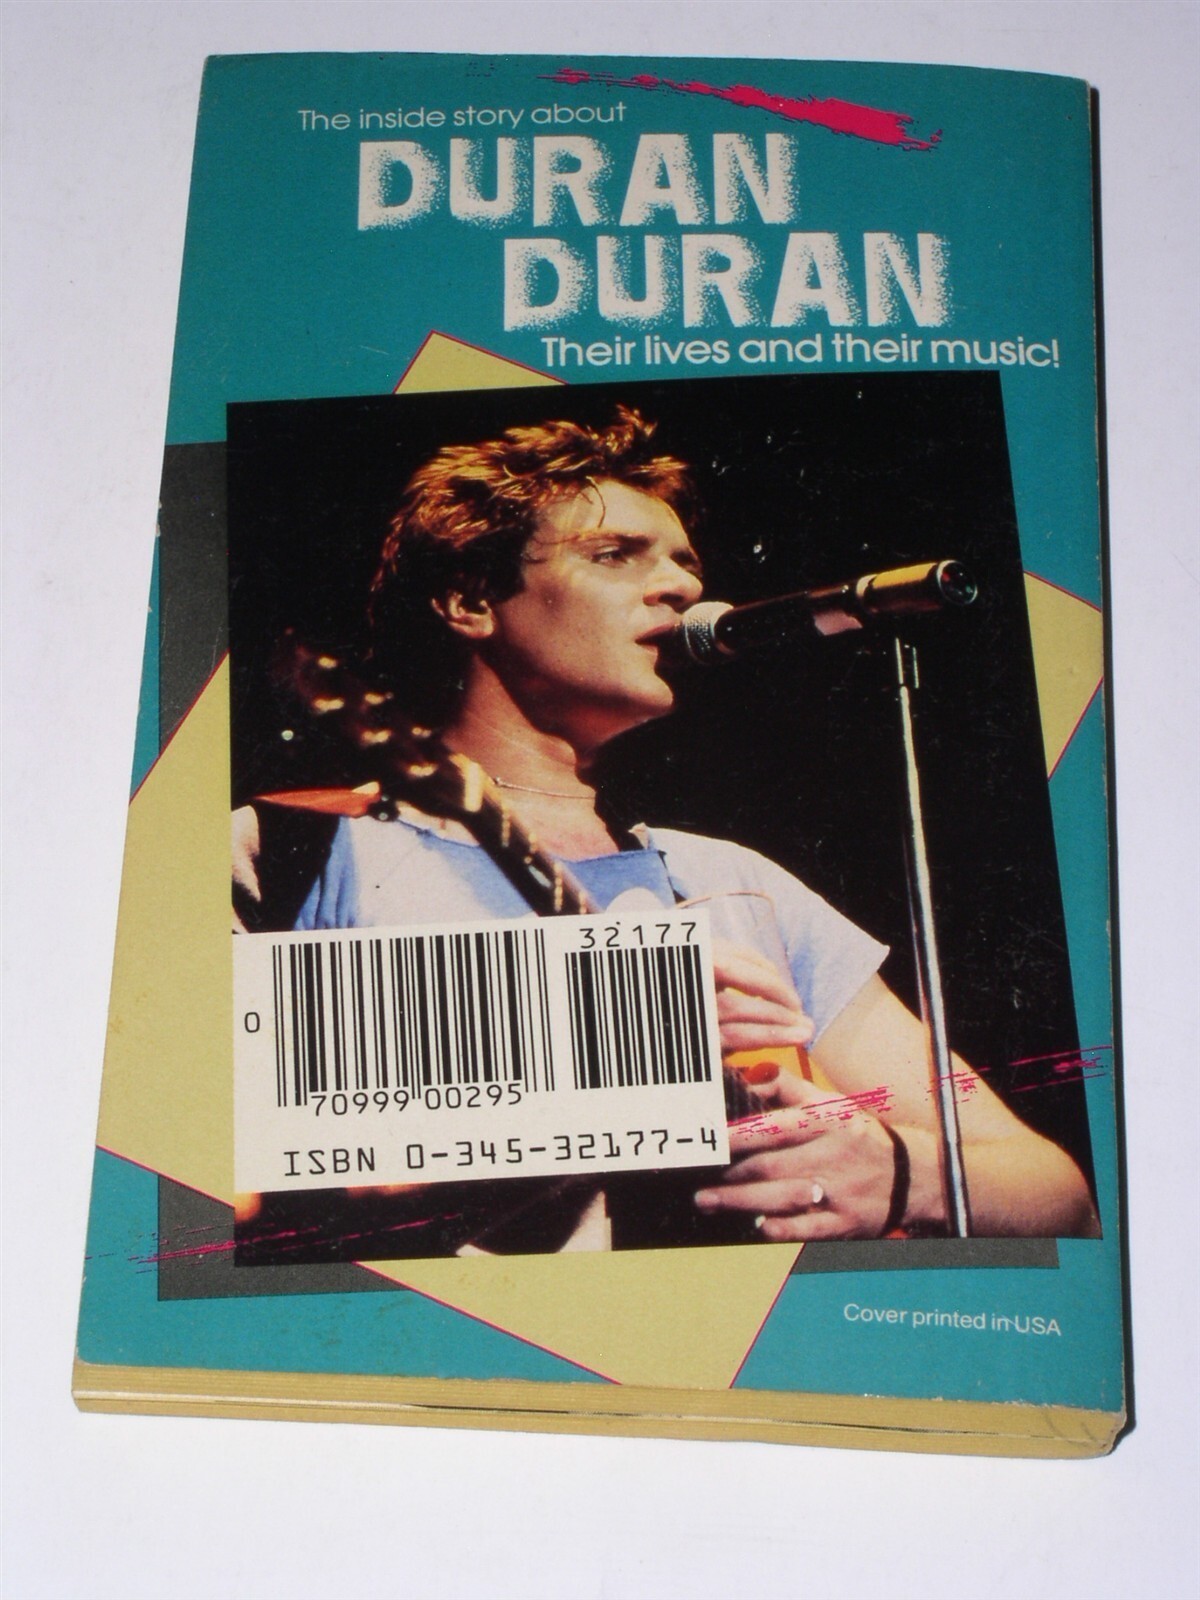 The inside story about
DURAN
DURAN
Their lives and their music!
32177
0
70999 00295
ISBN 0-345-32177-4
Cover printed in USA